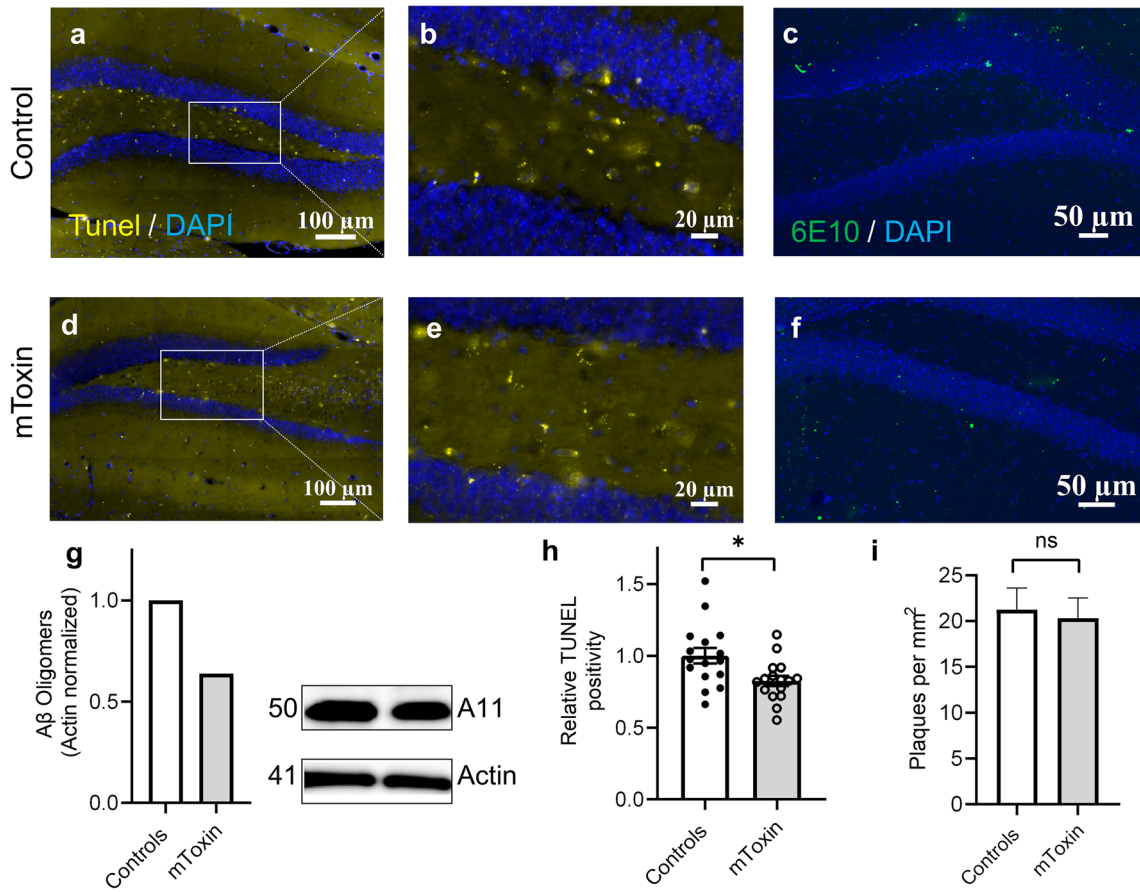 a
b
c
Control
Tunel / DAPI
100 µm
20 µm
6E10 / DAPI
50 µm
d
e
f
mToxin
100 µm
20 µm
50 µm
g
Aβ Oligomers
(Actin normalized)
1.0
0.5
0.0
Controls
mToxin
50
A11
41
Actin
h
*
Relative TUNEL
positivity
1.5
1.0
0.5
0.0
Controls
mToxin
i
ns
Plaques per mm²
25
20
15
10
5
0
Controls
mToxin